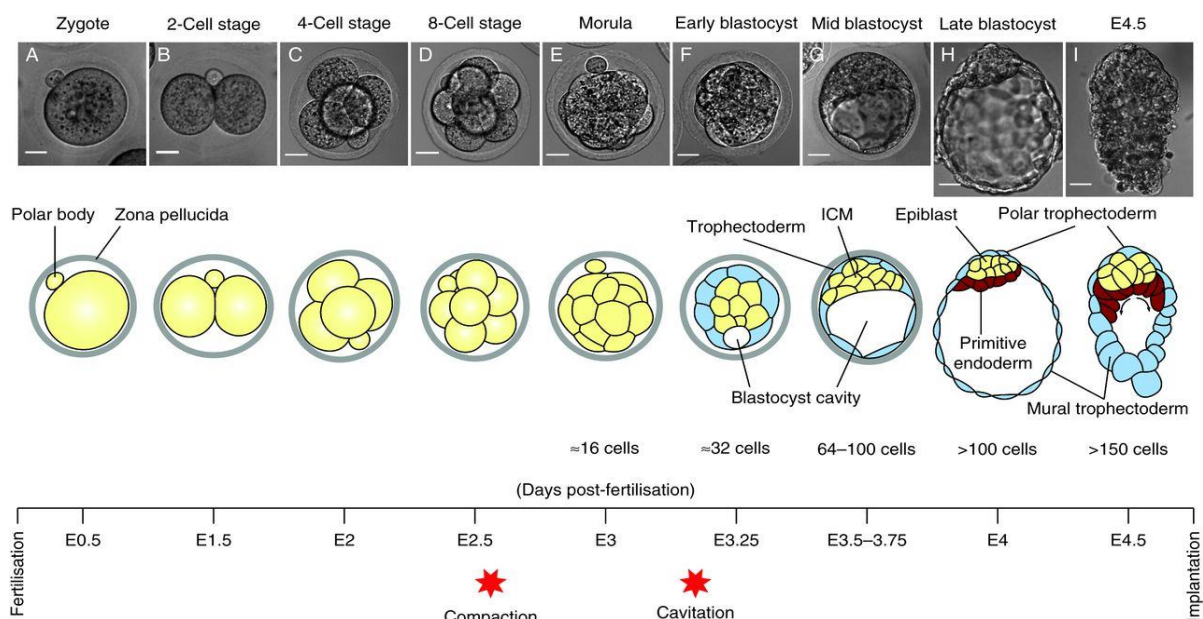 Zygote 2-Cell stage 4-Cell stage 8-Cell stage Morula Early blastocyst Mid blastocyst Late blastocyst E4.5
A B C D E F G H I
Polar body Zona pellucida
Trophectoderm ICM Epiblast Polar trophectoderm
Primitive
endoderm
Blastocyst cavity Mural trophectoderm
≈16 cells ≈32 cells 64–100 cells >100 cells >150 cells
(Days post-fertilisation)
Fertilisation E0.5 E1.5 E2 E2.5 E3 E3.25 E3.5–3.75 E4 E4.5 Implantation
Compaction Cavitation